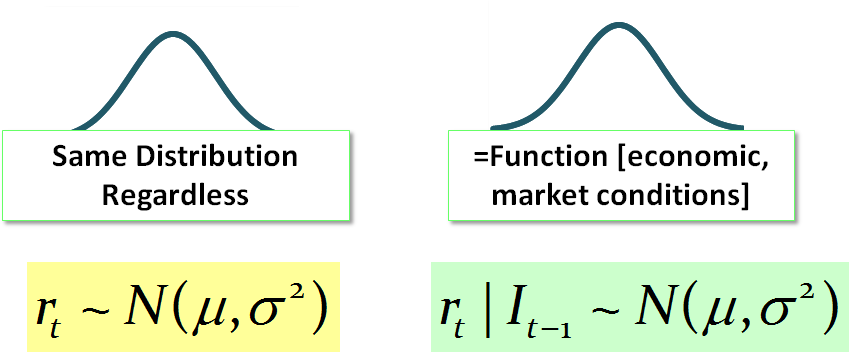 Same Distribution
Regardless
=Function [economic,
market conditions]
r_t ~ N(μ,σ²)
r_t | I_{t−1} ~ N(μ,σ²)